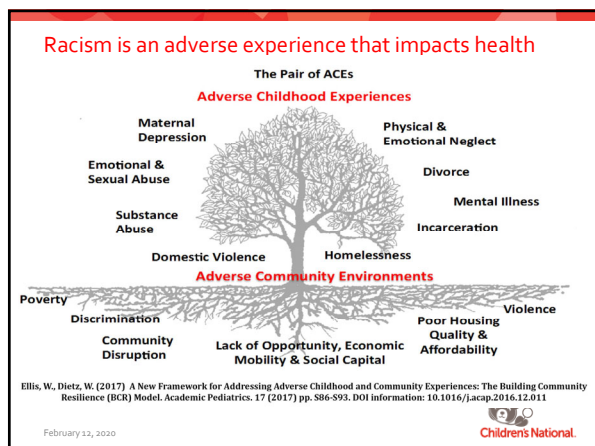 Racism is an adverse experience that impacts health
The Pair of ACEs
Adverse Childhood Experiences
Maternal
Depression
Physical &
Emotional Neglect
Emotional &
Sexual Abuse
Divorce
Mental Illness
Substance
Abuse
Incarceration
Domestic Violence
Homelessness
Adverse Community Environments
Poverty
Violence
Discrimination
Poor Housing
Quality &
Affordability
Community
Disruption
Lack of Opportunity, Economic
Mobility & Social Capital
Ellis, W., Dietz, W. (2017) A New Framework for Addressing Adverse Childhood and Community Experiences: The Building Community
Resilience (BCR) Model. Academic Pediatrics. 17 (2017) pp. S86-S93. DOI information: 10.1016/j.acap.2016.12.011
February 12, 2020
Children's National.